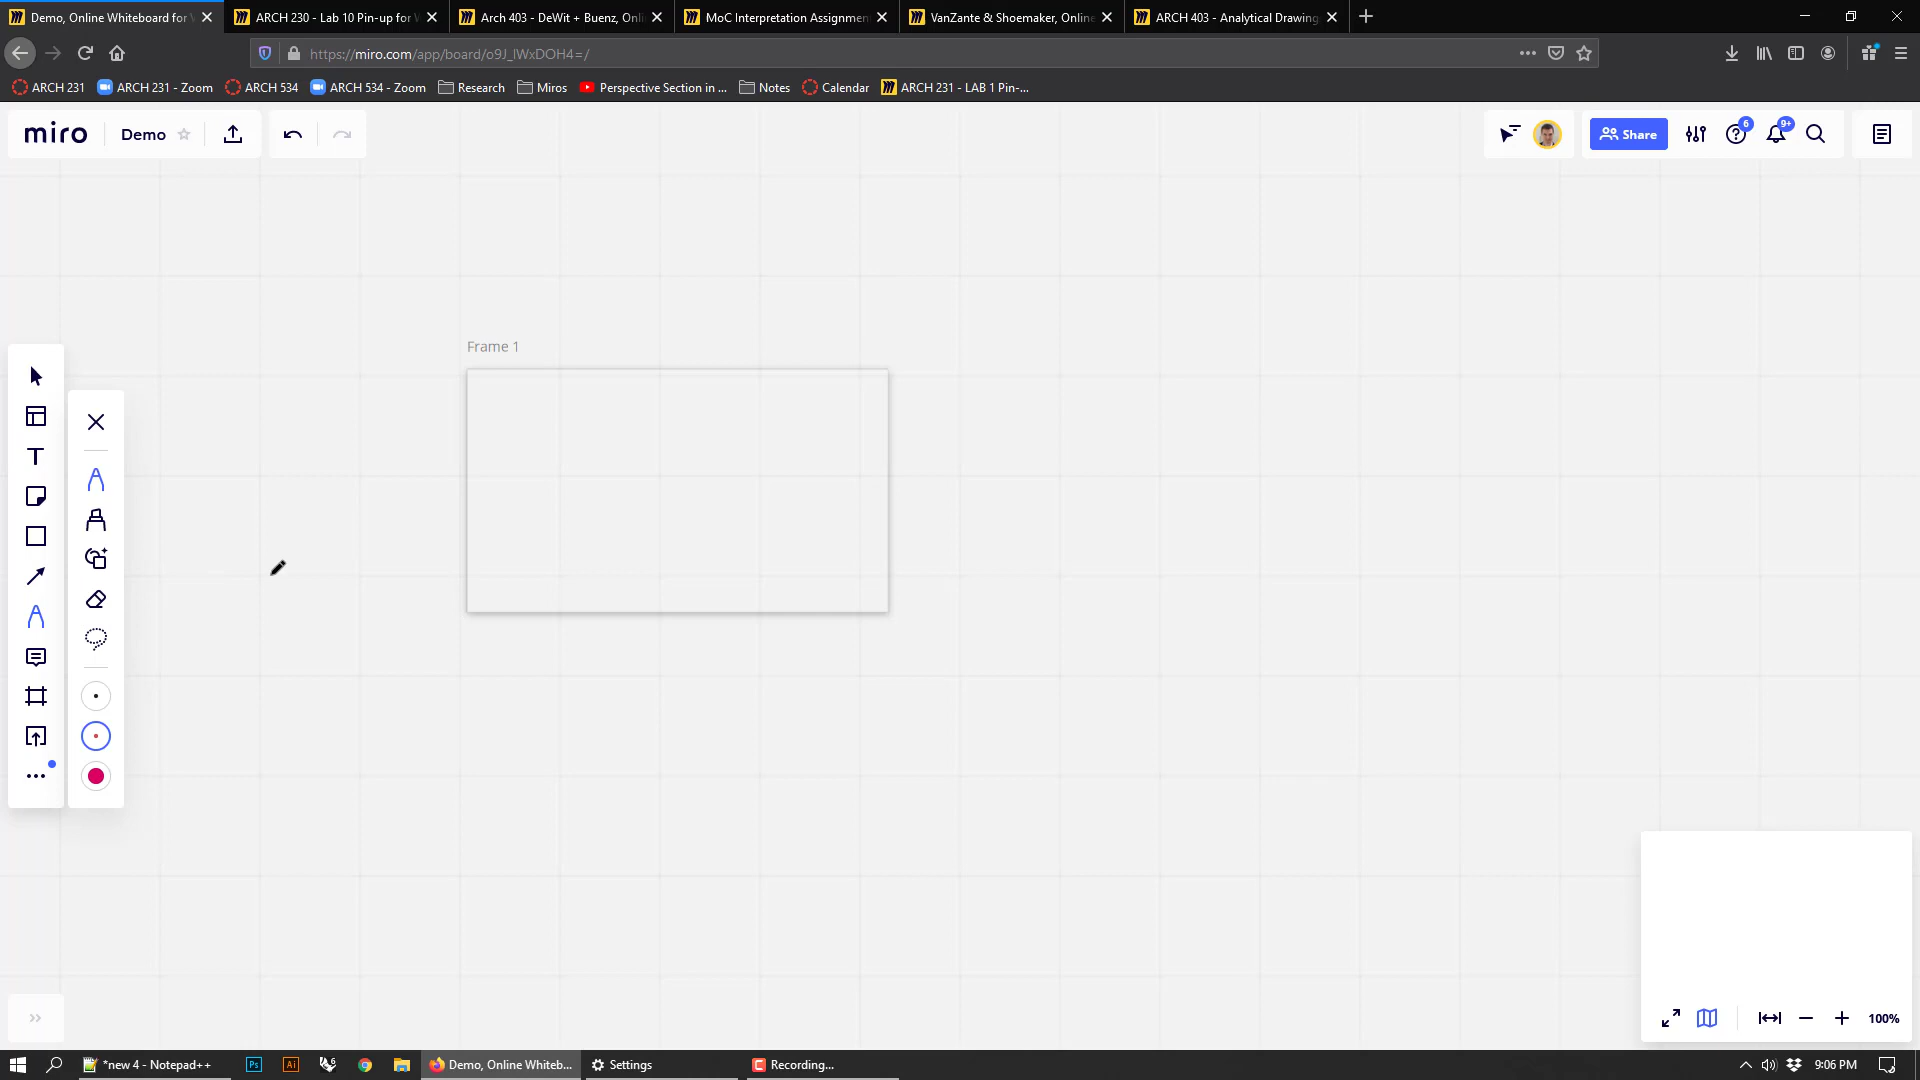 Demo, Online Whiteboard for V
ARCH 230 - Lab 10 Pin-up for W
Arch 403 - DeWit + Buenz, Onli
MoC Interpretation Assignmen
VanZante & Shoemaker, Online
ARCH 403 - Analytical Drawing
https://miro.com/app/board/o9J_lWxDOH4=/
ARCH 231
ARCH 231 - Zoom
ARCH 534
ARCH 534 - Zoom
Research
Miros
Perspective Section in ...
Notes
Calendar
ARCH 231 - LAB 1 Pin-...
miro
Demo
Share
6
9+
Frame 1
100%
*new 4 - Notepad++
Ps
Ai
Demo, Online Whiteb...
Settings
Recording...
9:06 PM